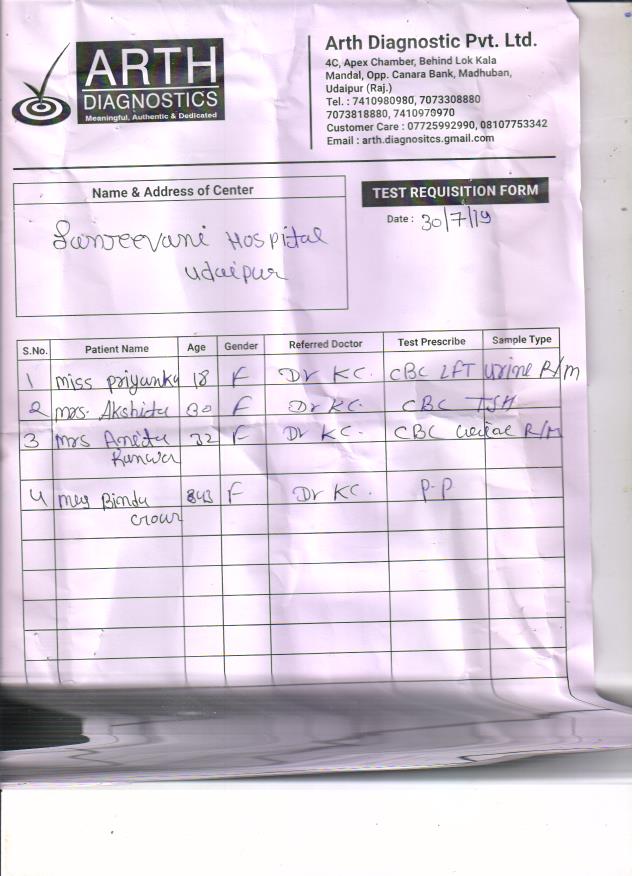 ARTH
DIAGNOSTICS
Meaningful, Authentic & Dedicated
Arth Diagnostic Pvt. Ltd.
4C, Apex Chamber, Behind Lok Kala
Mandal, Opp. Canara Bank, Madhuban,
Udaipur (Raj.)
Tel. : 7410980980, 7073308880
7073818880, 7410970970
Customer Care : 07725992990, 08107753342
Email : arth.diagnositcs.gmail.com
Name & Address of Center
TEST REQUISITION FORM
Date : 30/7/19
Sanjeevani Hospital
Udaipur
S.No. Patient Name Age Gender Referred Doctor Test Prescribe Sample Type
1 Miss Priyanka 18 F Dr KC. CBC LFT Urine R/M
2 Mrs. Akshita 30 F Dr KC. CBC TSH
3 Mrs Anita 32 F Dr KC. CBC Urine R/M
Kunwar
4 Bindu F Dr KC. P.P